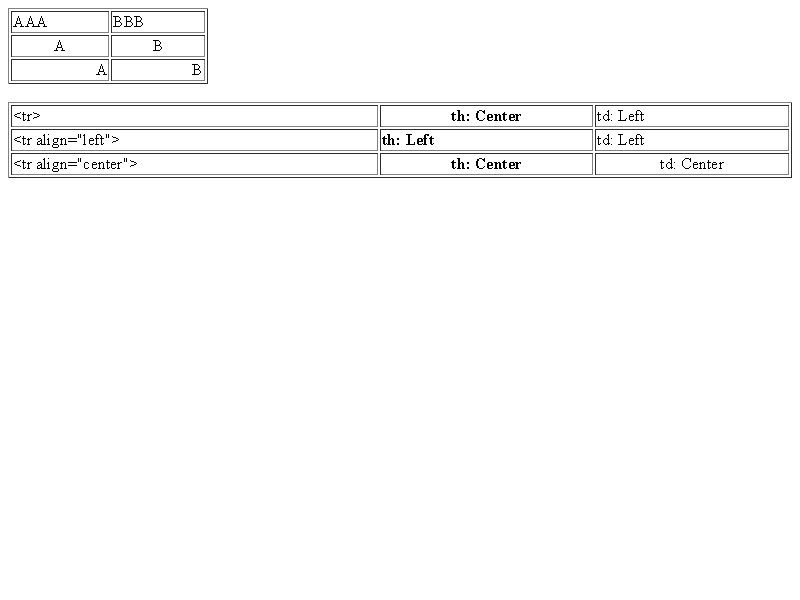 AAA BBB
A B
A B
<tr> th: Center td: Left
<tr align="left"> th: Left td: Left
<tr align="center"> th: Center td: Center